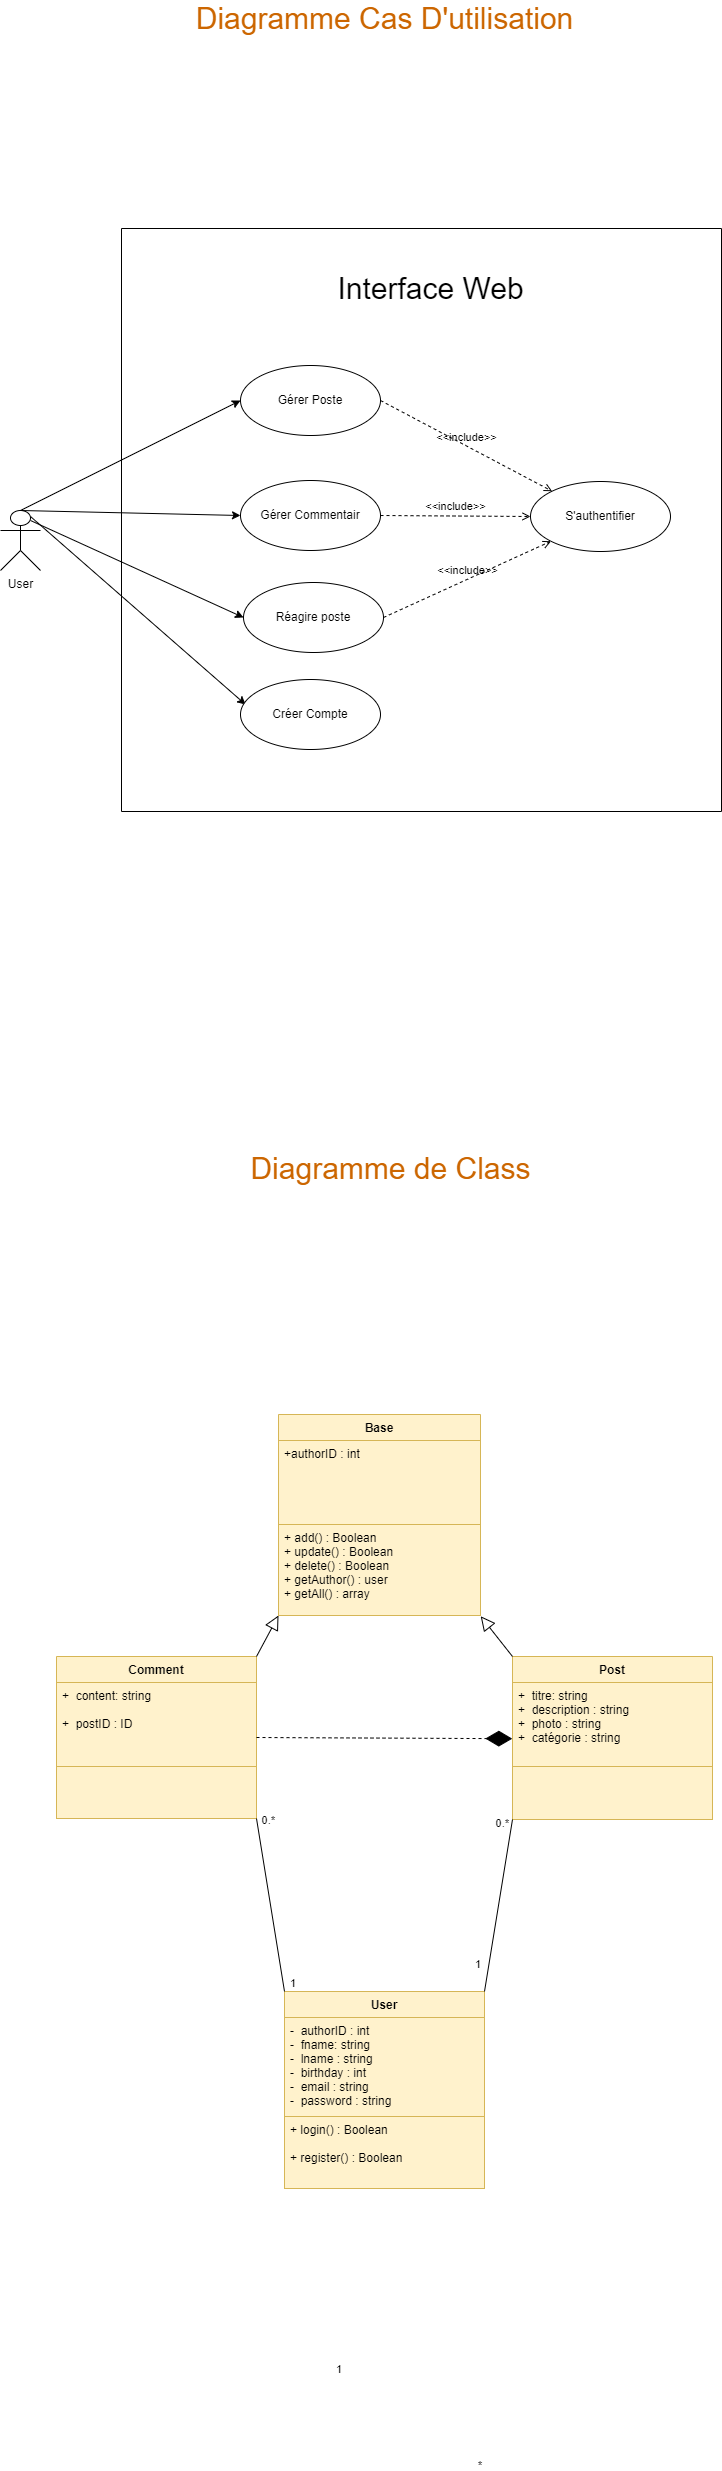 Diagramme Cas D'utilisation
Interface Web
Gérer Poste
<<include>>
Gérer Commentair
<<include>>
S'authentifier
<<include>>
User
Réagire poste
Créer Compte
Diagramme de Class
Base
+authorID : int
+ add() : Boolean
+ update() : Boolean
+ delete() : Boolean
+ getAuthor() : user
+ getAll() : array
Comment
+ content: string
+ postID : ID
Post
+ titre: string
+ description : string
+ photo : string
+ catégorie : string
0.*
0.*
1
1
User
- authorID : int
- fname: string
- lname : string
- birthday : int
- email : string
- password : string
+ login() : Boolean
+ register() : Boolean
1
*